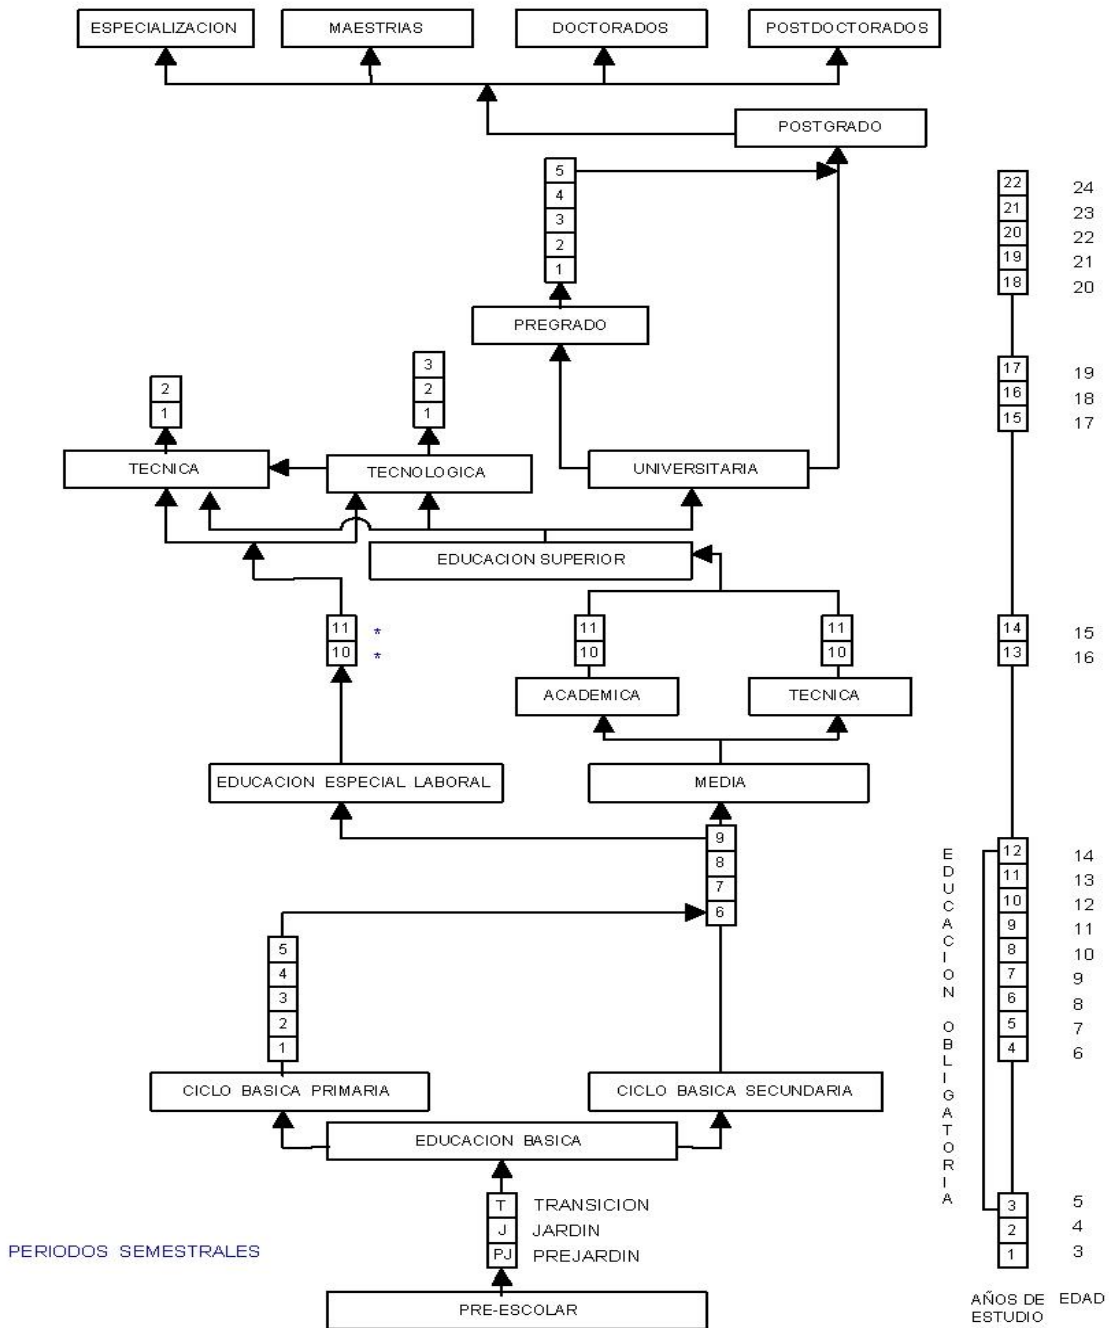 ESPECIALIZACION MAESTRIAS DOCTORADOS POSTDOCTORADOS
POSTGRADO
5
4
3
2
1
22 24
21 23
20 22
19 21
18 20
PREGRADO
3
2
1
2
1
17 19
16 18
15 17
TECNICA TECNOLOGICA UNIVERSITARIA
EDUCACION SUPERIOR
11 * 11 11 14 15
10 * 10 10 13 16
ACADEMICA TECNICA
EDUCACION ESPECIAL LABORAL MEDIA
9
8
7
6
12 14
11 13
10 12
9 11
8 10
7 9
6 8
5 7
4 6
EDUCACION OBLIGATORIA
5
4
3
2
1
CICLO BASICA PRIMARIA CICLO BASICA SECUNDARIA
EDUCACION BASICA
T TRANSICION 3 5
J JARDIN 2 4
PJ PREJARDIN 1 3
PERIODOS SEMESTRALES
PRE-ESCOLAR
AÑOS DE ESTUDIO EDAD